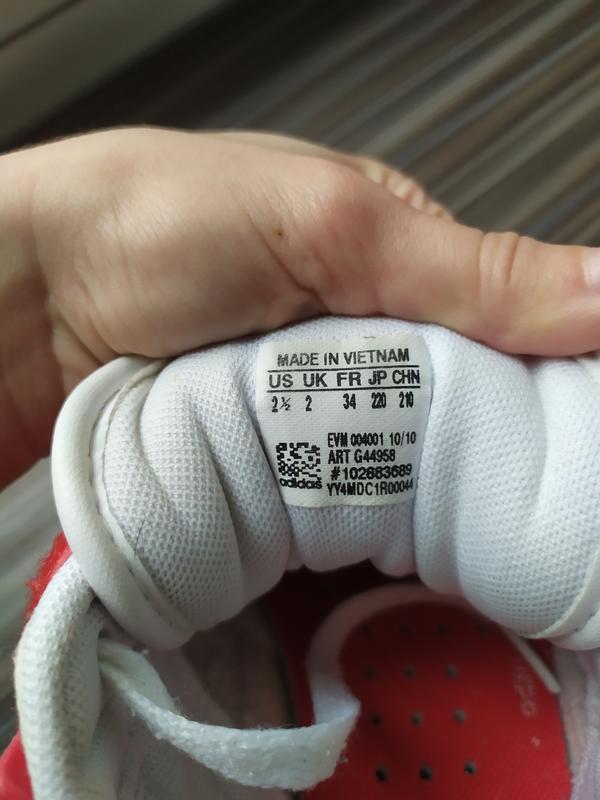 MADE IN VIETNAM
US UK FR JP CHN
2½ 2 34 220 210
EVM 004001 10/10
ART G44958
#102883689
adidas YY4MDC1R00044